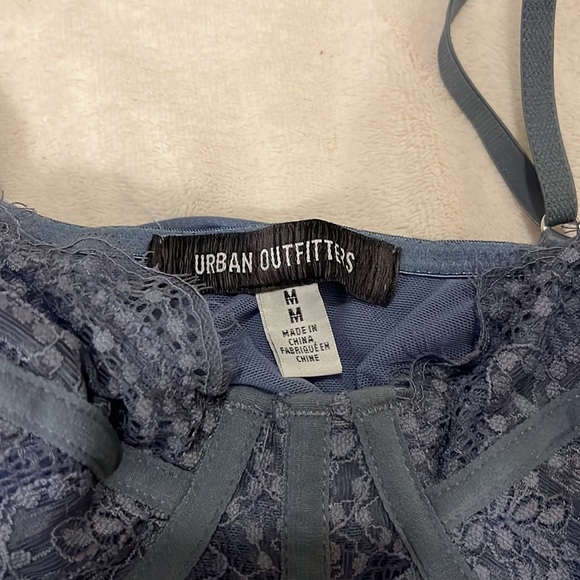 URBAN OUTFITTERS
M
M
MADE IN
CHINA
FABRIQUÉ EN
CHINE